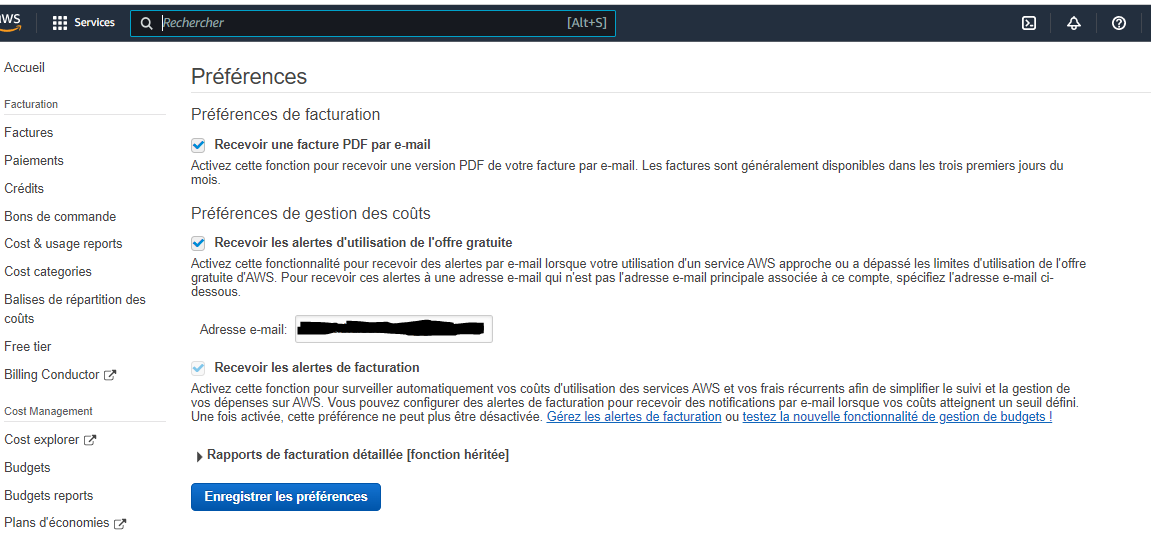 aws
Services
Rechercher
[Alt+S]
Accueil
Facturation
Factures
Paiements
Crédits
Bons de commande
Cost & usage reports
Cost categories
Balises de répartition des
coûts
Free tier
Billing Conductor
Cost Management
Cost explorer
Budgets
Budgets reports
Plans d'économies
Préférences
Préférences de facturation
Recevoir une facture PDF par e-mail
Activez cette fonction pour recevoir une version PDF de votre facture par e-mail. Les factures sont généralement disponibles dans les trois premiers jours du
mois.
Préférences de gestion des coûts
Recevoir les alertes d'utilisation de l'offre gratuite
Activez cette fonctionnalité pour recevoir des alertes par e-mail lorsque votre utilisation d'un service AWS approche ou a dépassé les limites d'utilisation de l'offre
gratuite d'AWS. Pour recevoir ces alertes à une adresse e-mail qui n'est pas l'adresse e-mail principale associée à ce compte, spécifiez l'adresse e-mail ci-
dessous.
Adresse e-mail:
Recevoir les alertes de facturation
Activez cette fonction pour surveiller automatiquement vos coûts d'utilisation des services AWS et vos frais récurrents afin de simplifier le suivi et la gestion de
vos dépenses sur AWS. Vous pouvez configurer des alertes de facturation pour recevoir des notifications par e-mail lorsque vos coûts atteignent un seuil défini.
Une fois activée, cette préférence ne peut plus être désactivée. Gérez les alertes de facturation ou testez la nouvelle fonctionnalité de gestion de budgets !
Rapports de facturation détaillée [fonction héritée]
Enregistrer les préférences